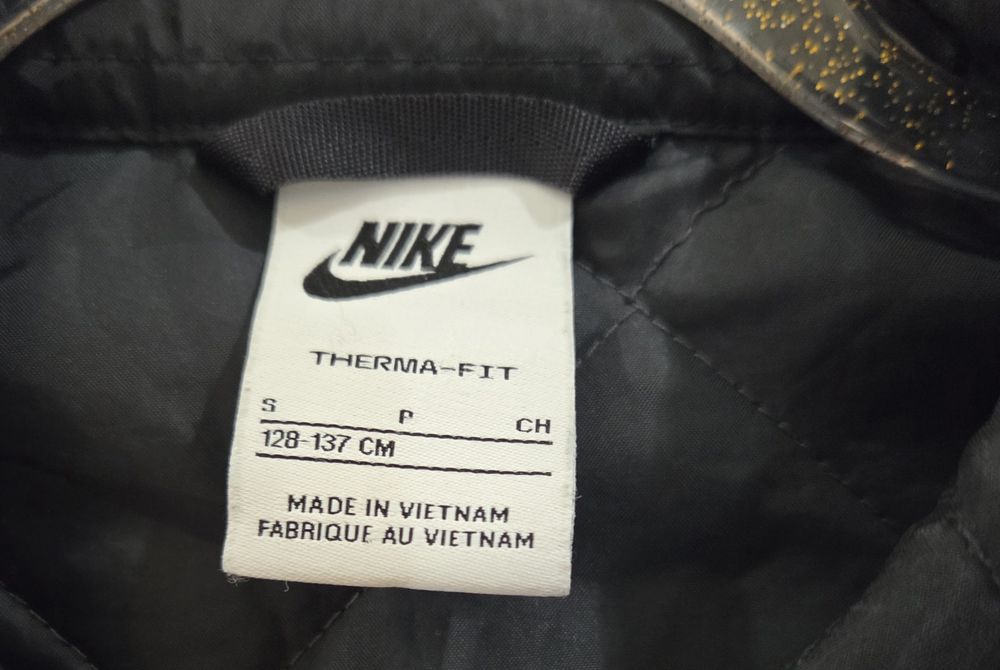 NIKE
THERMA-FIT
S P CH
128-137 CM
MADE IN VIETNAM
FABRIQUE AU VIETNAM